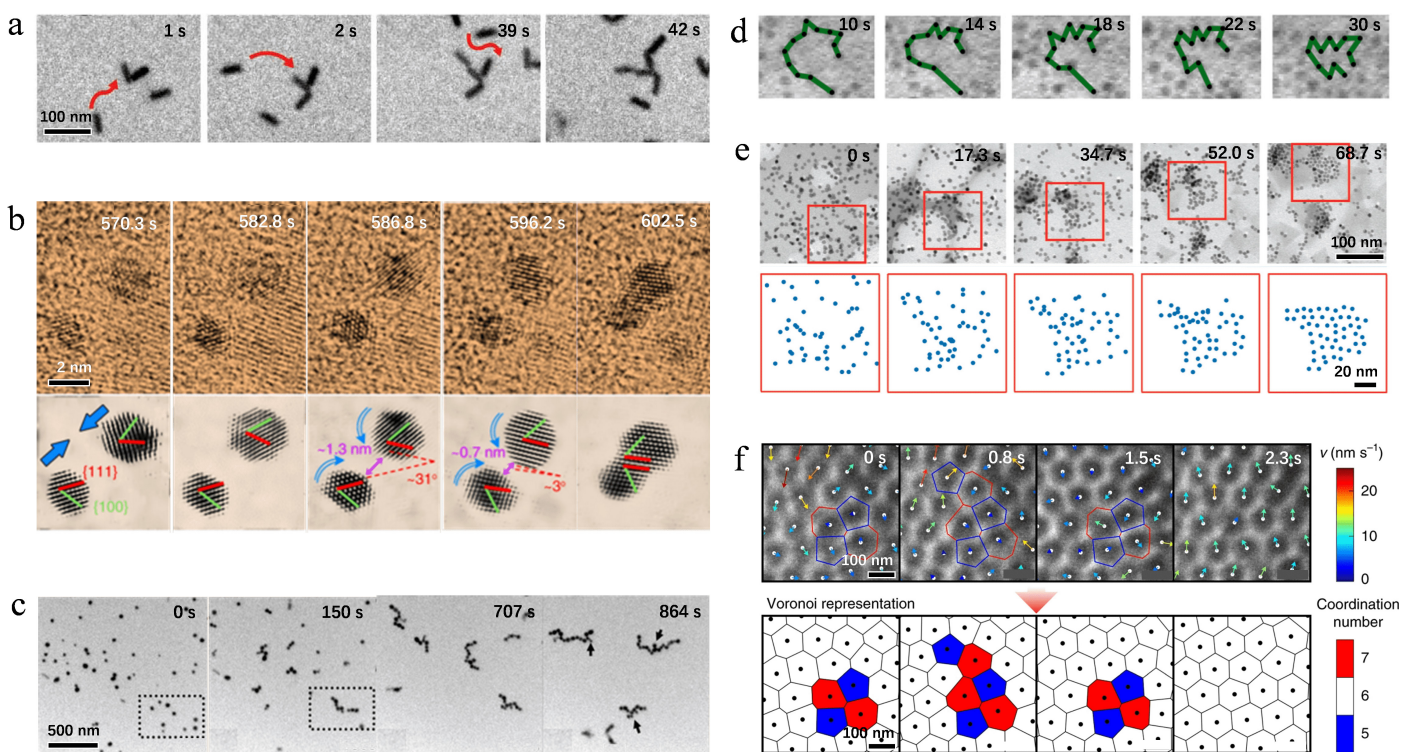 a
1 s
2 s
39 s
42 s
100 nm
b
570.3 s
582.8 s
586.8 s
596.2 s
602.5 s
2 nm
{111}
{100}
~1.3 nm
~31°
~0.7 nm
~3°
c
0 s
150 s
707 s
864 s
500 nm
d
10 s
14 s
18 s
22 s
30 s
e
0 s
17.3 s
34.7 s
52.0 s
68.7 s
100 nm
20 nm
f
0 s
0.8 s
1.5 s
2.3 s
100 nm
v (nm s⁻¹)
20
10
0
Voronoi representation
100 nm
Coordination
number
7
6
5